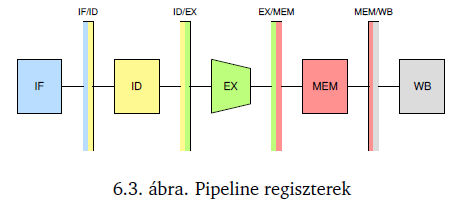 IF/ID ID/EX EX/MEM MEM/WB
IF ID EX MEM WB
6.3. ábra. Pipeline regiszterek